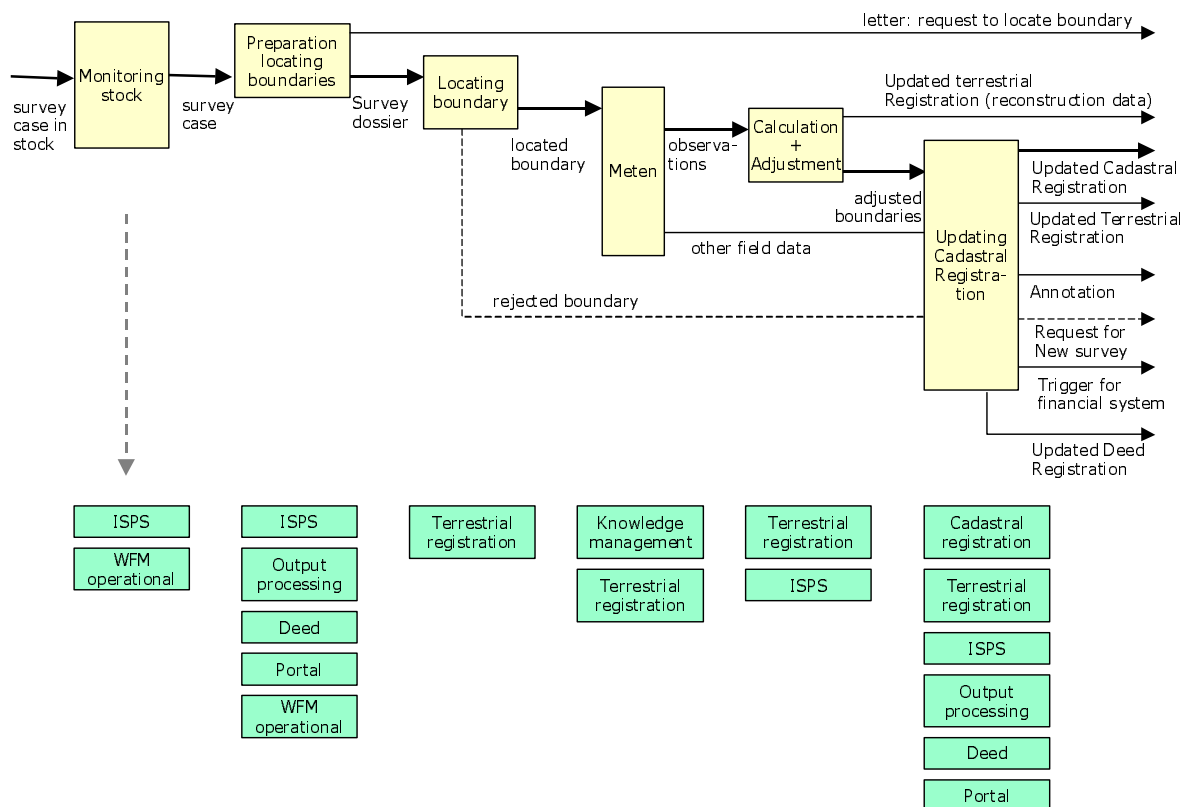 letter: request to locate boundary
Monitoring
stock
Preparation
locating
boundaries
survey
case in
stock
survey
case
Survey
dossier
Locating
boundary
located
boundary
Meten
observa-
tions
Calculation
+
Adjustment
Updated terrestrial
Registration (reconstruction data)
adjusted
boundaries
other field data
rejected boundary
Updating
Cadastral
Registra-
tion
Updated Cadastral
Registration
Updated Terrestrial
Registration
Annotation
Request for
New survey
Trigger for
financial system
Updated Deed
Registration
ISPS
WFM
operational
ISPS
Output
processing
Deed
Portal
WFM
operational
Terrestrial
registration
Knowledge
management
Terrestrial
registration
Terrestrial
registration
ISPS
Cadastral
registration
Terrestrial
registration
ISPS
Output
processing
Deed
Portal